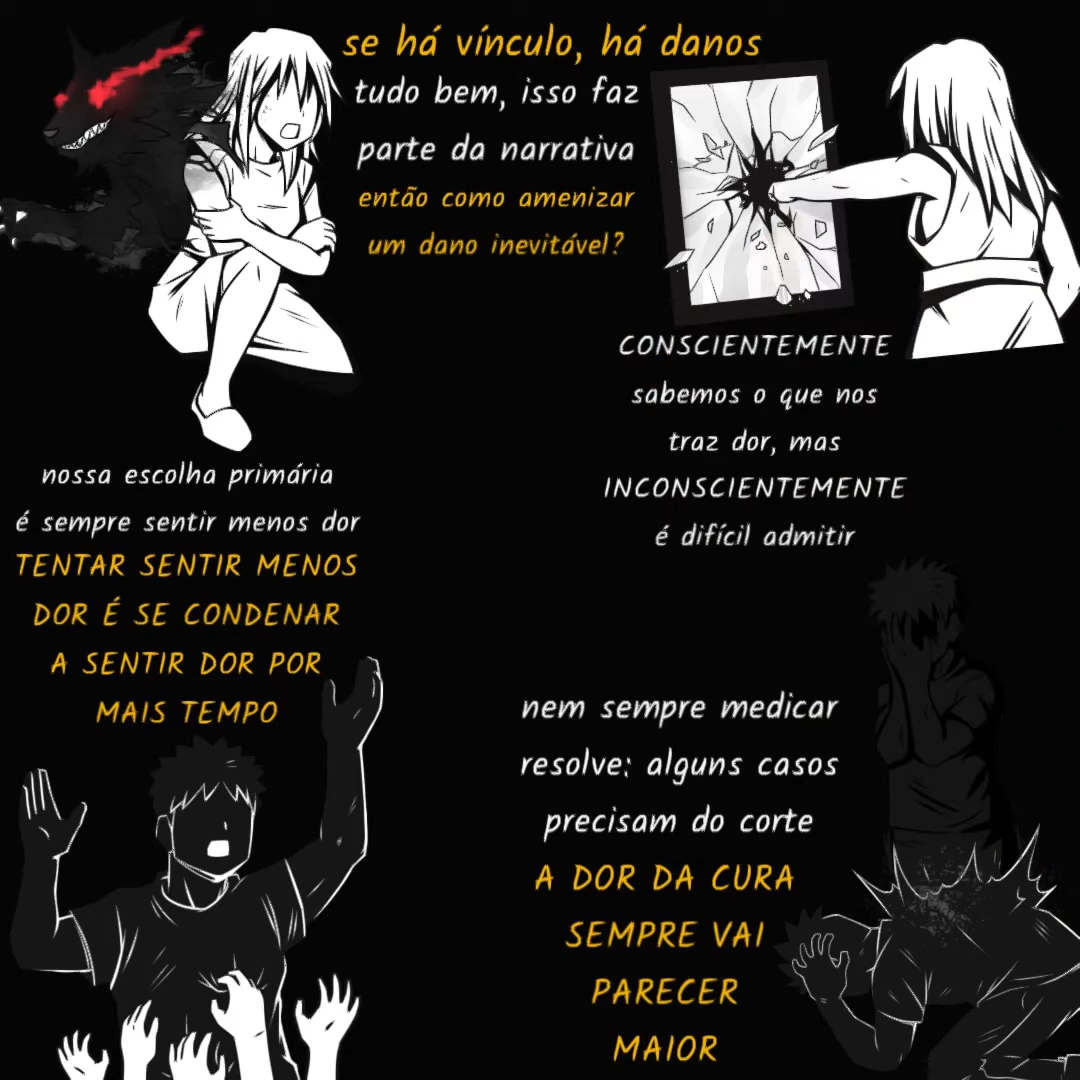 se há vínculo, há danos
tudo bem, isso faz
parte da narrativa
então como amenizar
um dano inevitável?
CONSCIENTEMENTE
sabemos o que nos
traz dor, mas
INCONSCIENTEMENTE
é difícil admitir
nossa escolha primária
é sempre sentir menos dor
TENTAR SENTIR MENOS
DOR É SE CONDENAR
A SENTIR DOR POR
MAIS TEMPO
nem sempre medicar
resolve: alguns casos
precisam do corte
A DOR DA CURA
SEMPRE VAI
PARECER
MAIOR